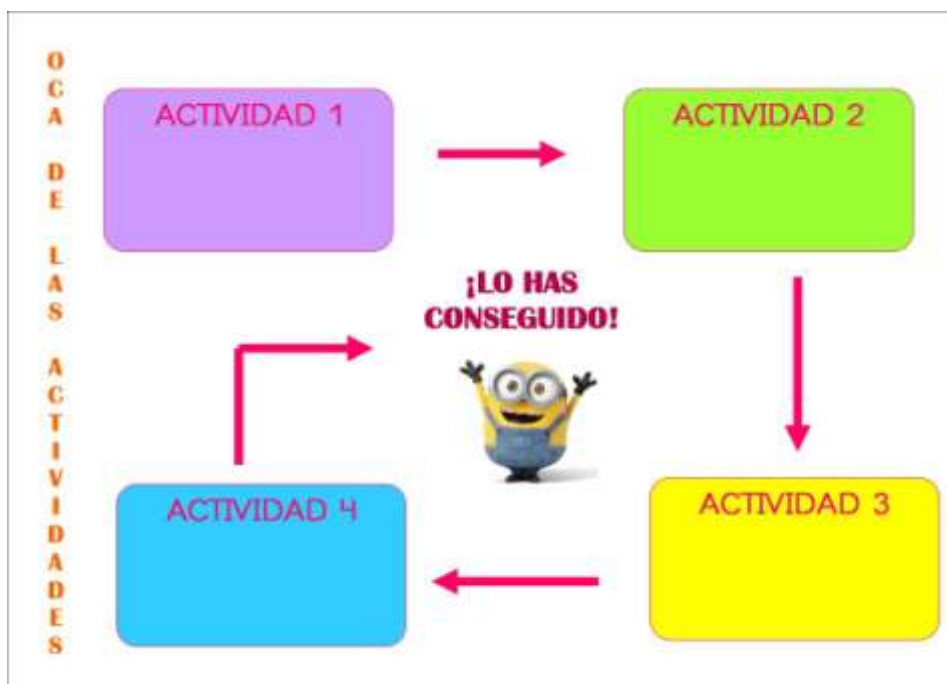 OCA DE LAS ACTIVIDADES
ACTIVIDAD 1
ACTIVIDAD 2
¡LO HAS
CONSEGUIDO!
ACTIVIDAD 4
ACTIVIDAD 3